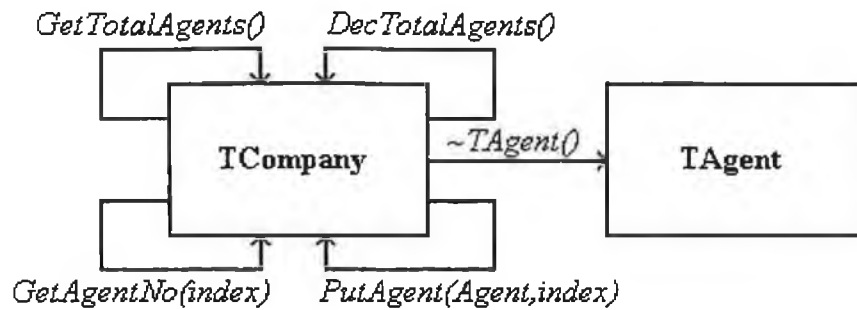 GetTotalAgents() DecTotalAgents()
TCompany ~TAgent() TAgent
GetAgentNo(index) PutAgent(Agent,index)